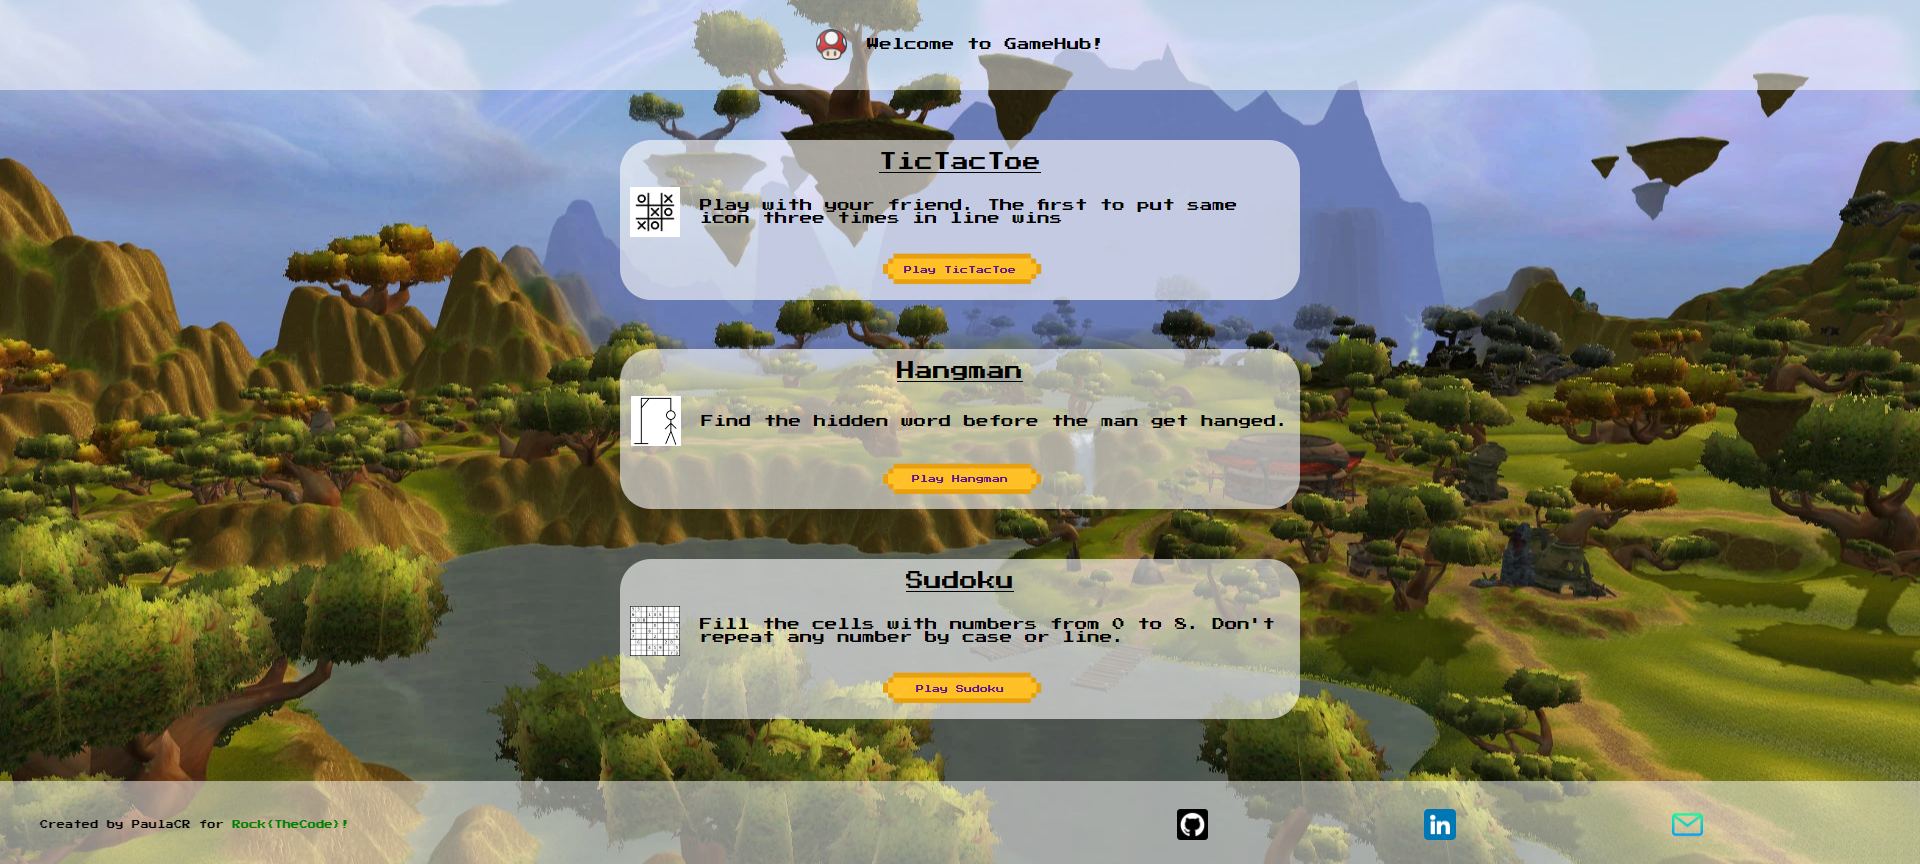 Welcome to GameHub!
TicTacToe
Play with your friend. The first to put same
icon three times in line wins
Play TicTacToe
Hangman
Find the hidden word before the man get hanged.
Play Hangman
Sudoku
Fill the cells with numbers from 0 to 8. Don't
repeat any number by case or line.
Play Sudoku
Created by PaulaCR for Rock{TheCode}!
in